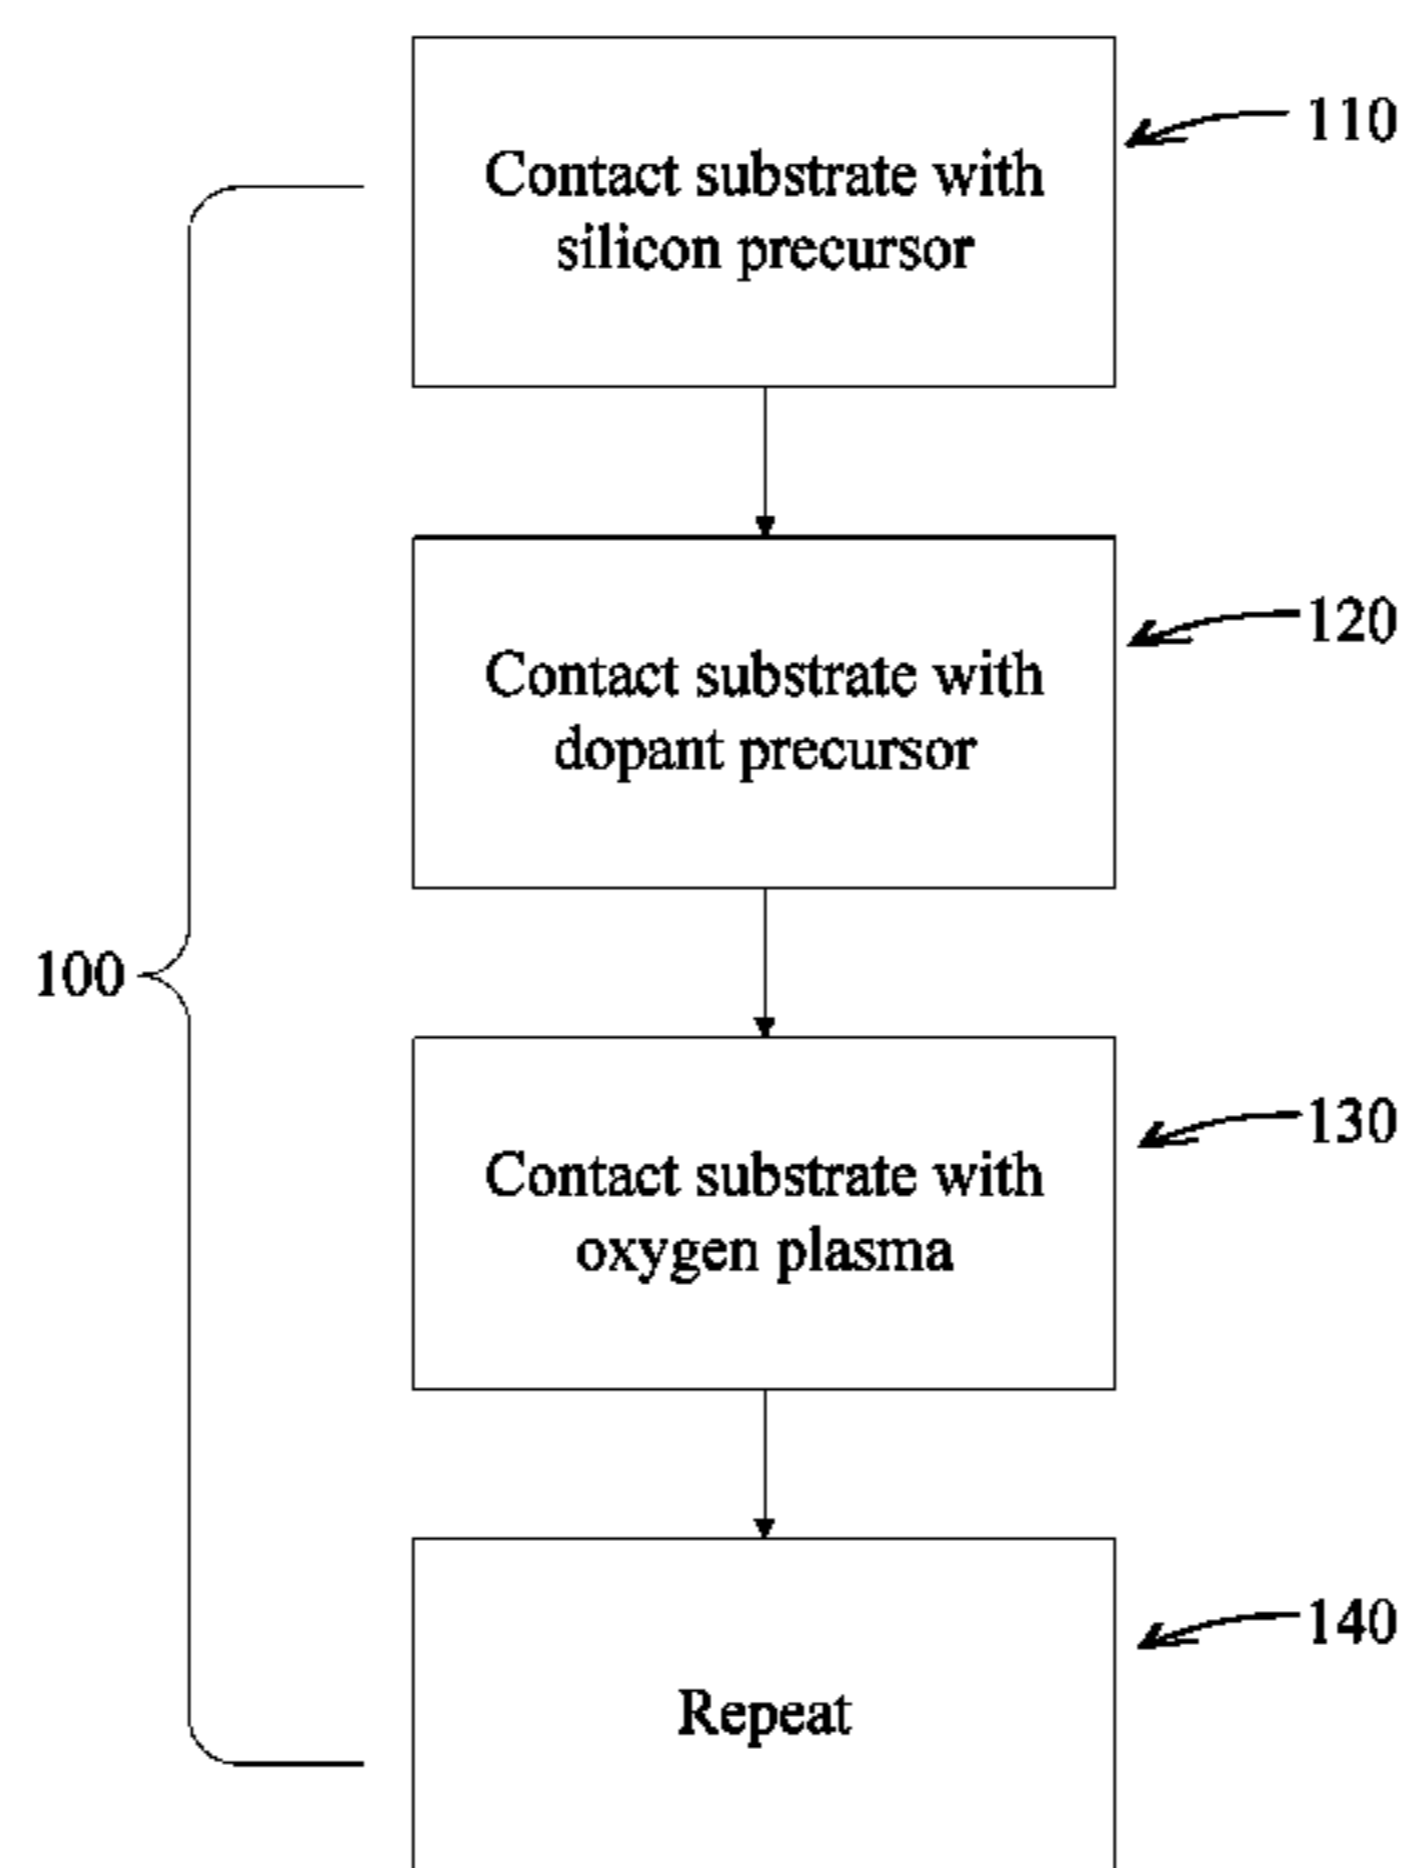 110
Contact substrate with
silicon precursor
120
Contact substrate with
dopant precursor
100
130
Contact substrate with
oxygen plasma
140
Repeat